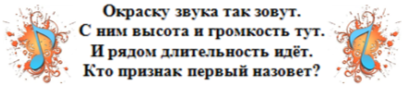 Окраску звука так зовут.
С ним высота и громкость тут.
И рядом длительность идёт.
Кто признак первый назовет?